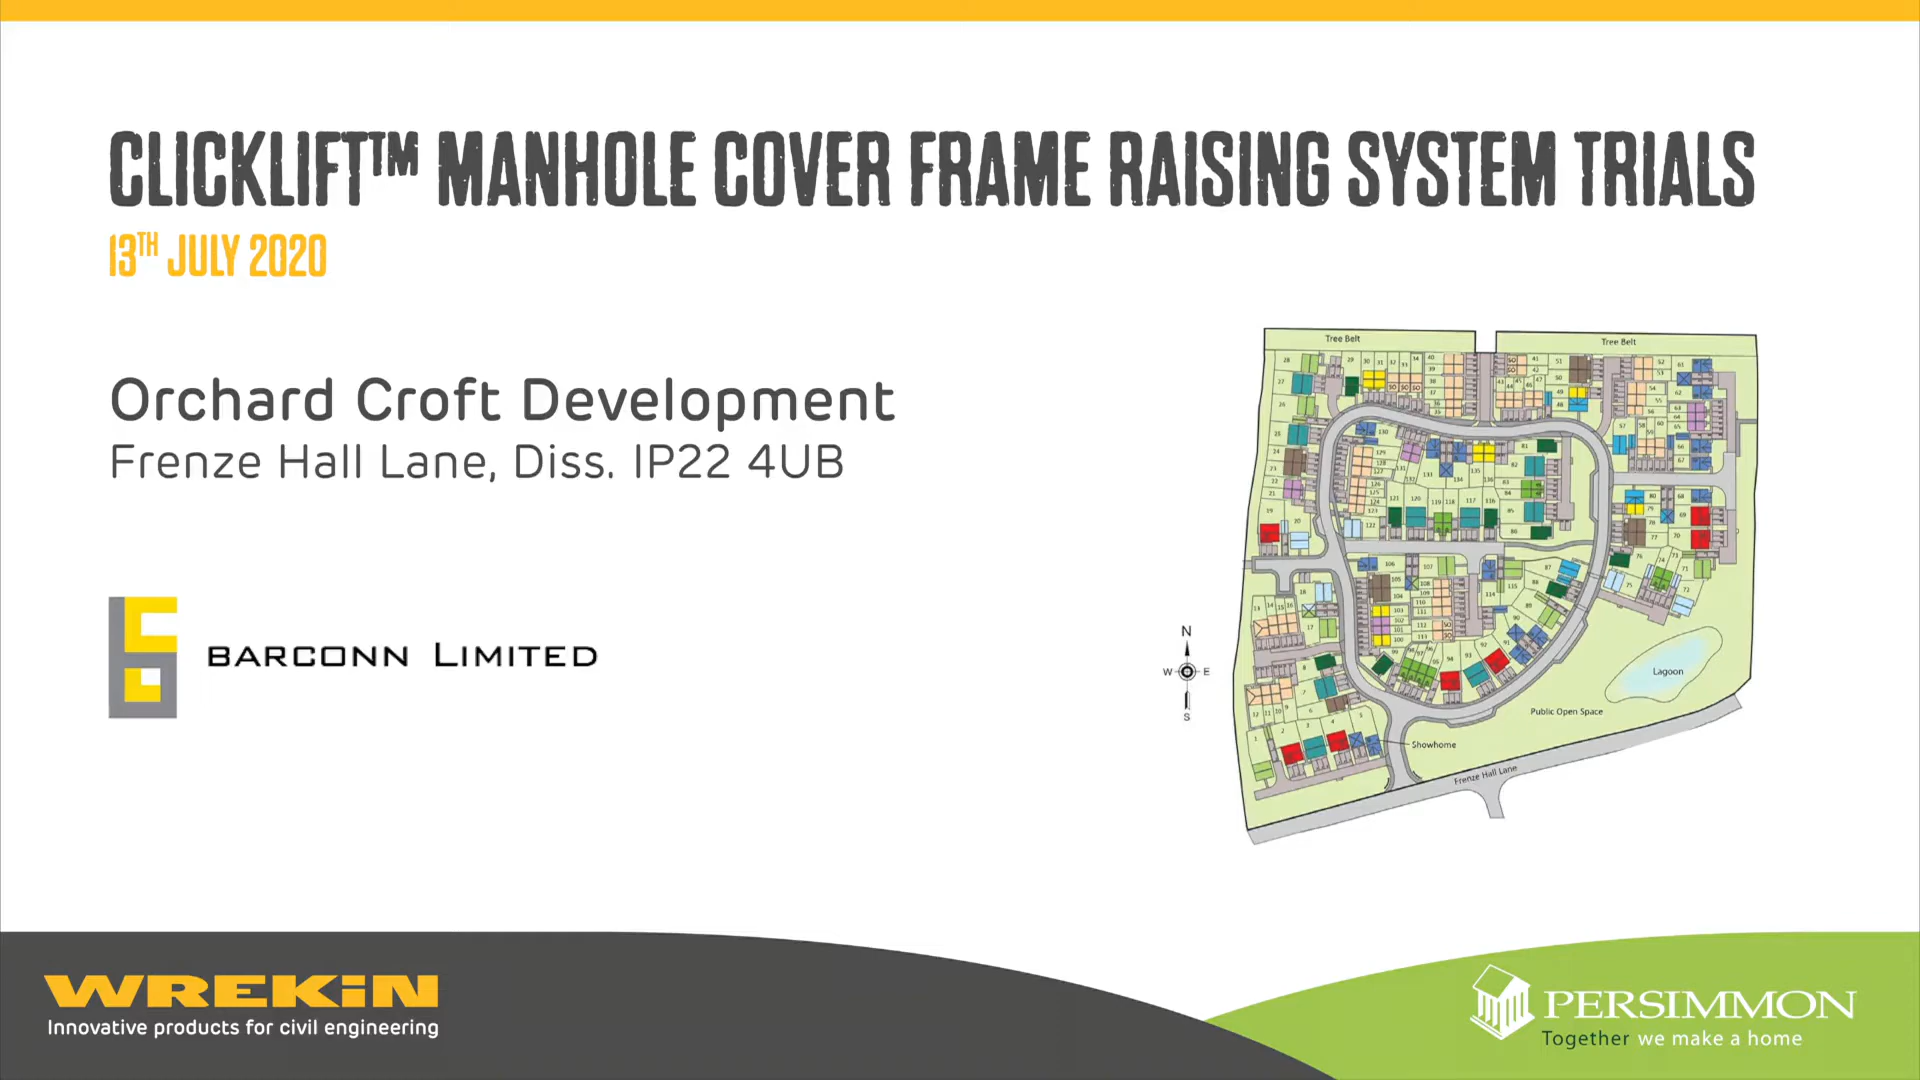 CLICKLIFT™ MANHOLE COVER FRAME RAISING SYSTEM TRIALS
13TH JULY 2020
Orchard Croft Development
Frenze Hall Lane, Diss. IP22 4UB
BARCONN LIMITED
Tree Belt
Tree Belt
N
W
E
S
Lagoon
Public Open Space
Showhome
Frenze Hall Lane
WREKiN
Innovative products for civil engineering
PERSIMMON
Together we make a home